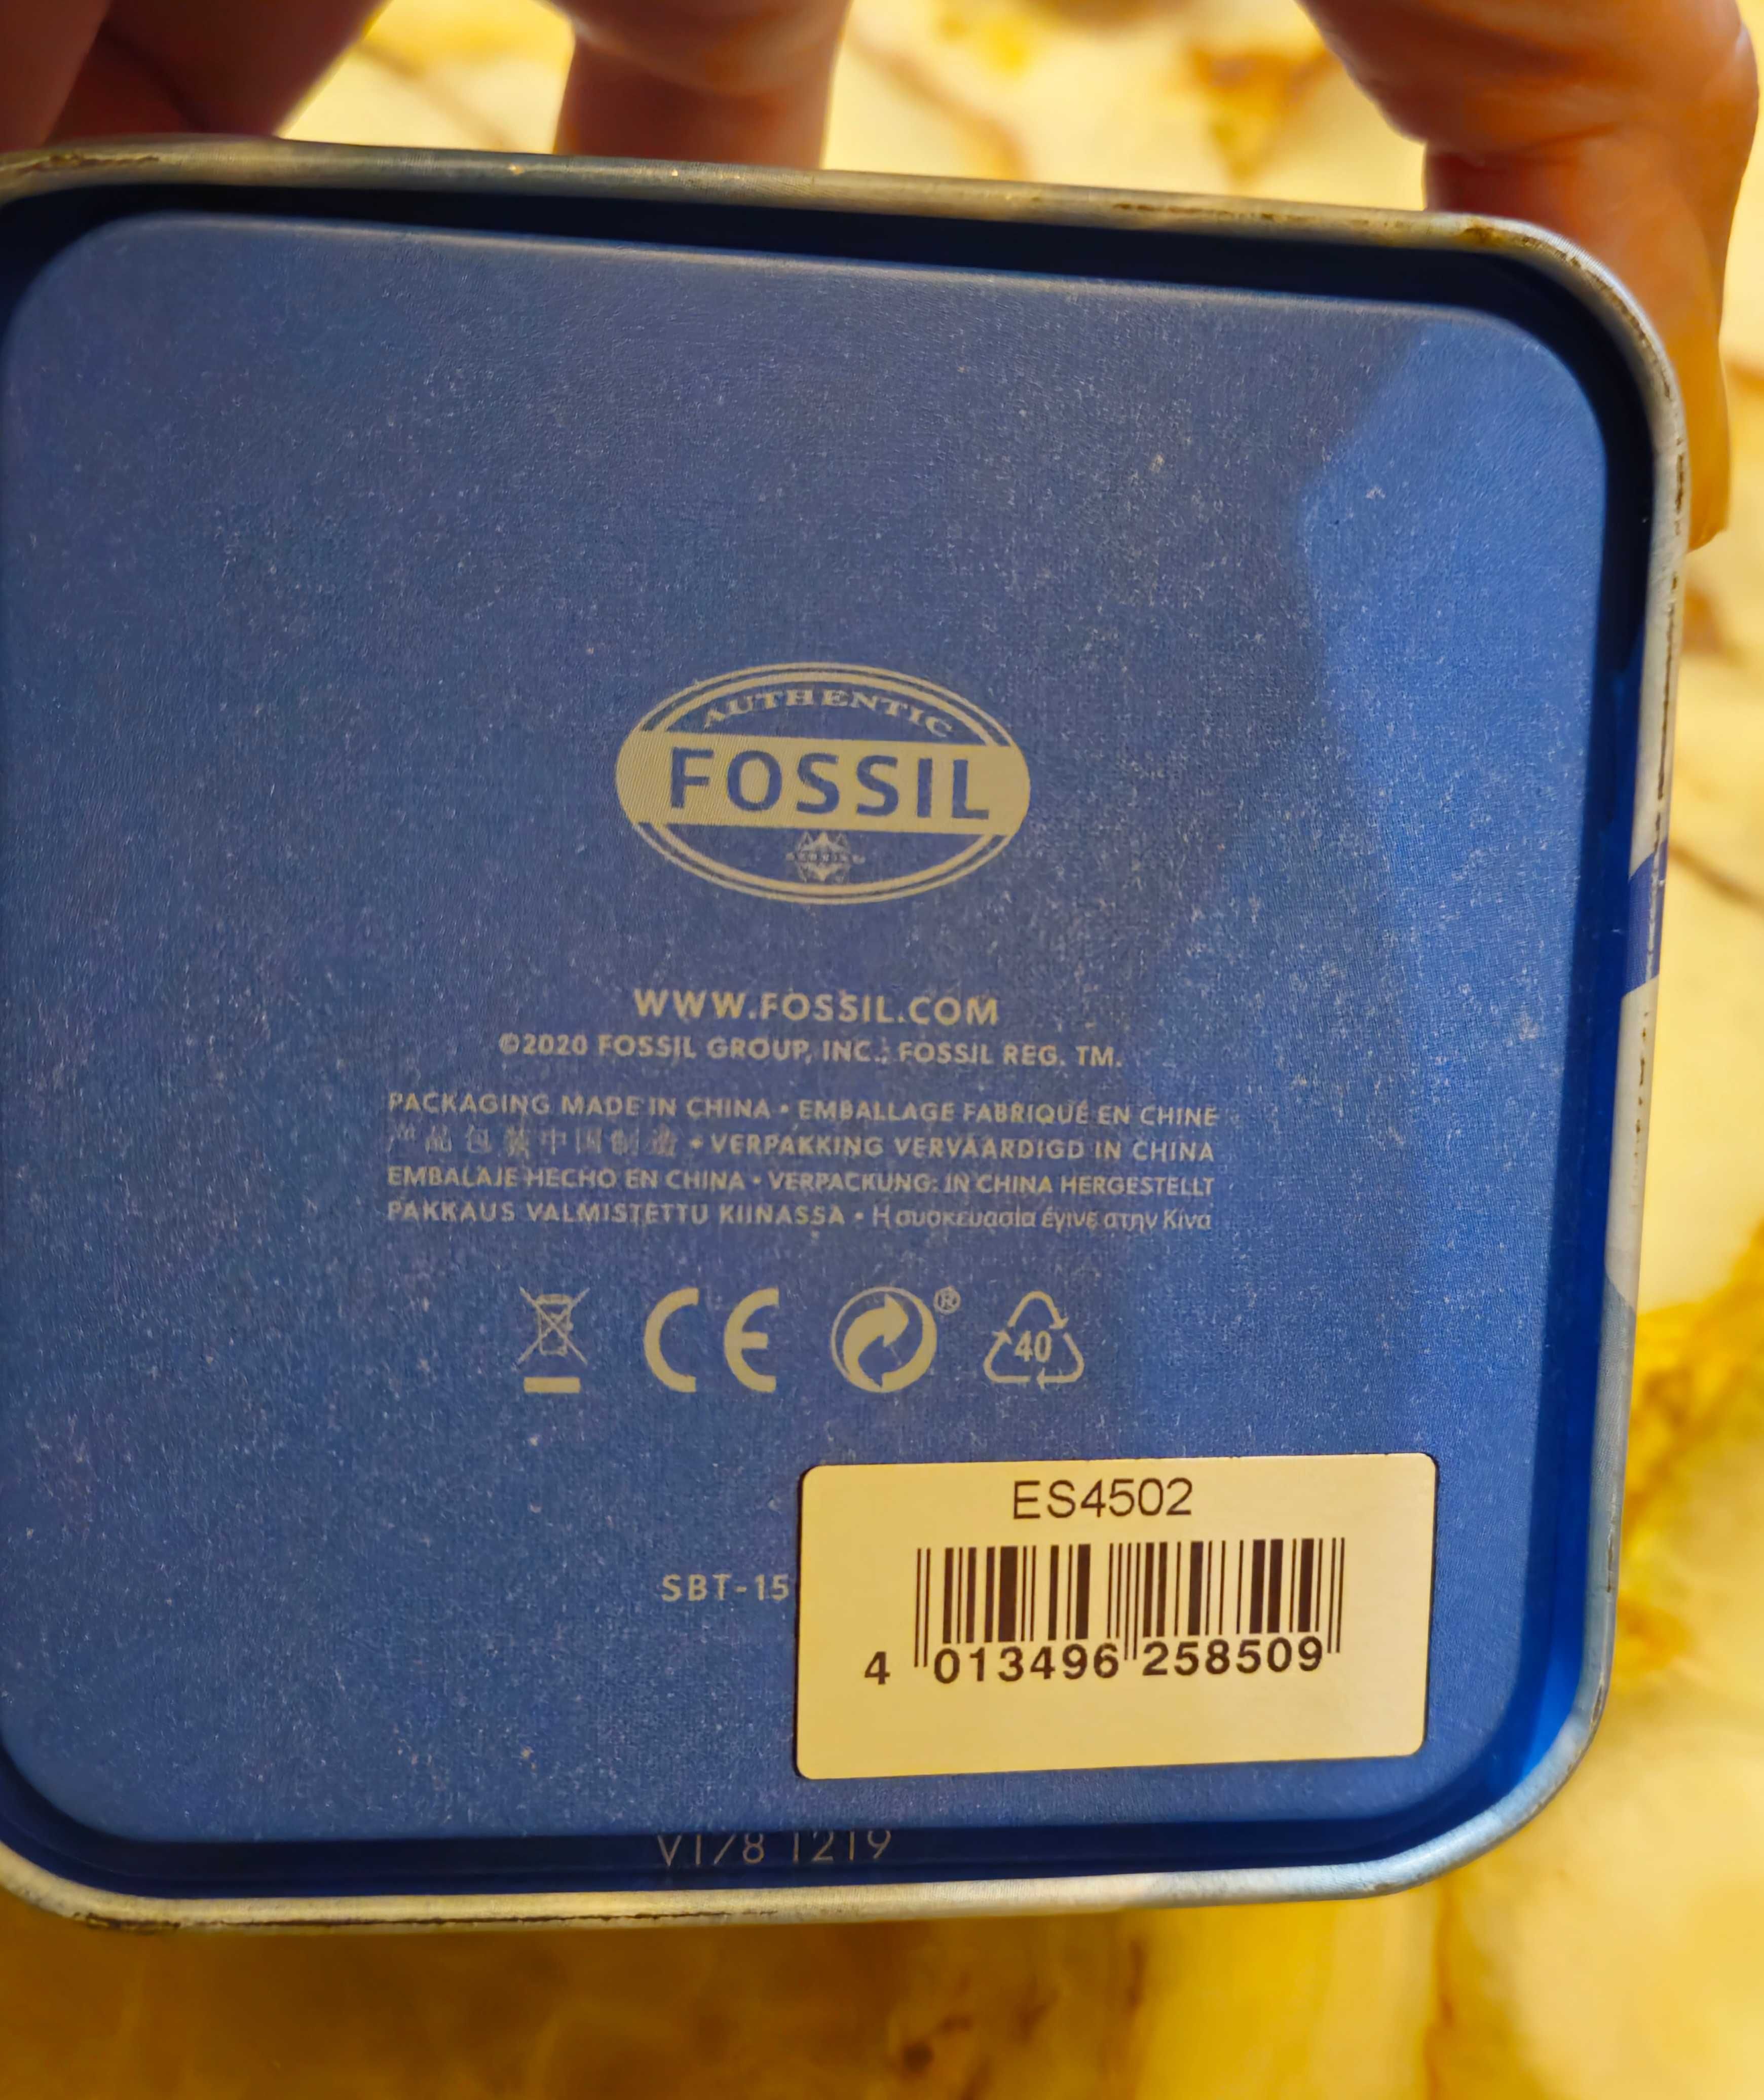 AUTHENTIC
FOSSIL
WWW.FOSSIL.COM
©2020 FOSSIL GROUP, INC.; FOSSIL REG. TM.
PACKAGING MADE IN CHINA • EMBALLAGE FABRIQUÉ EN CHINE
产品包装中国制造 • VERPAKKING VERVAARDIGD IN CHINA
EMBALAJE HECHO EN CHINA • VERPACKUNG: IN CHINA HERGESTELLT
PAKKAUS VALMISTETTU KIINASSA • Η συσκευασία έγινε στην Κίνα
CE ®
40
ES4502
SBT-15
4 013496 258509
1219